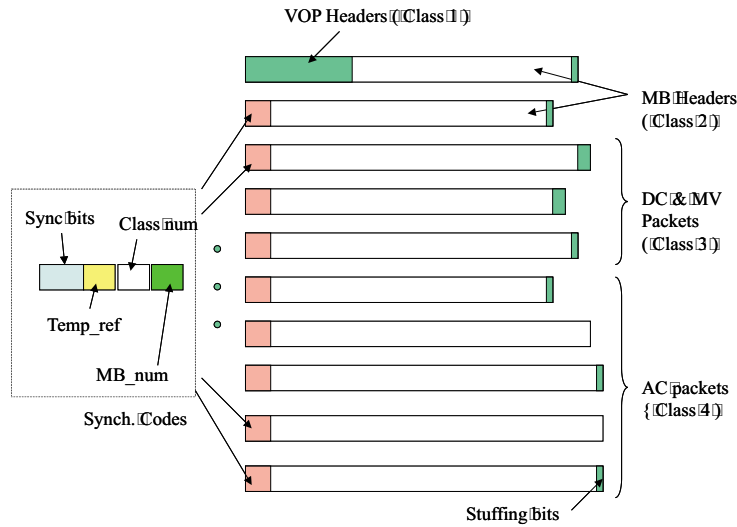 VOP Headers (Class 1)
MB Headers
(Class 2)
DC & MV
Packets
(Class 3)
Sync bits
Class num
Temp_ref
MB_num
Synch. Codes
AC packets
{Class 4)
Stuffing bits